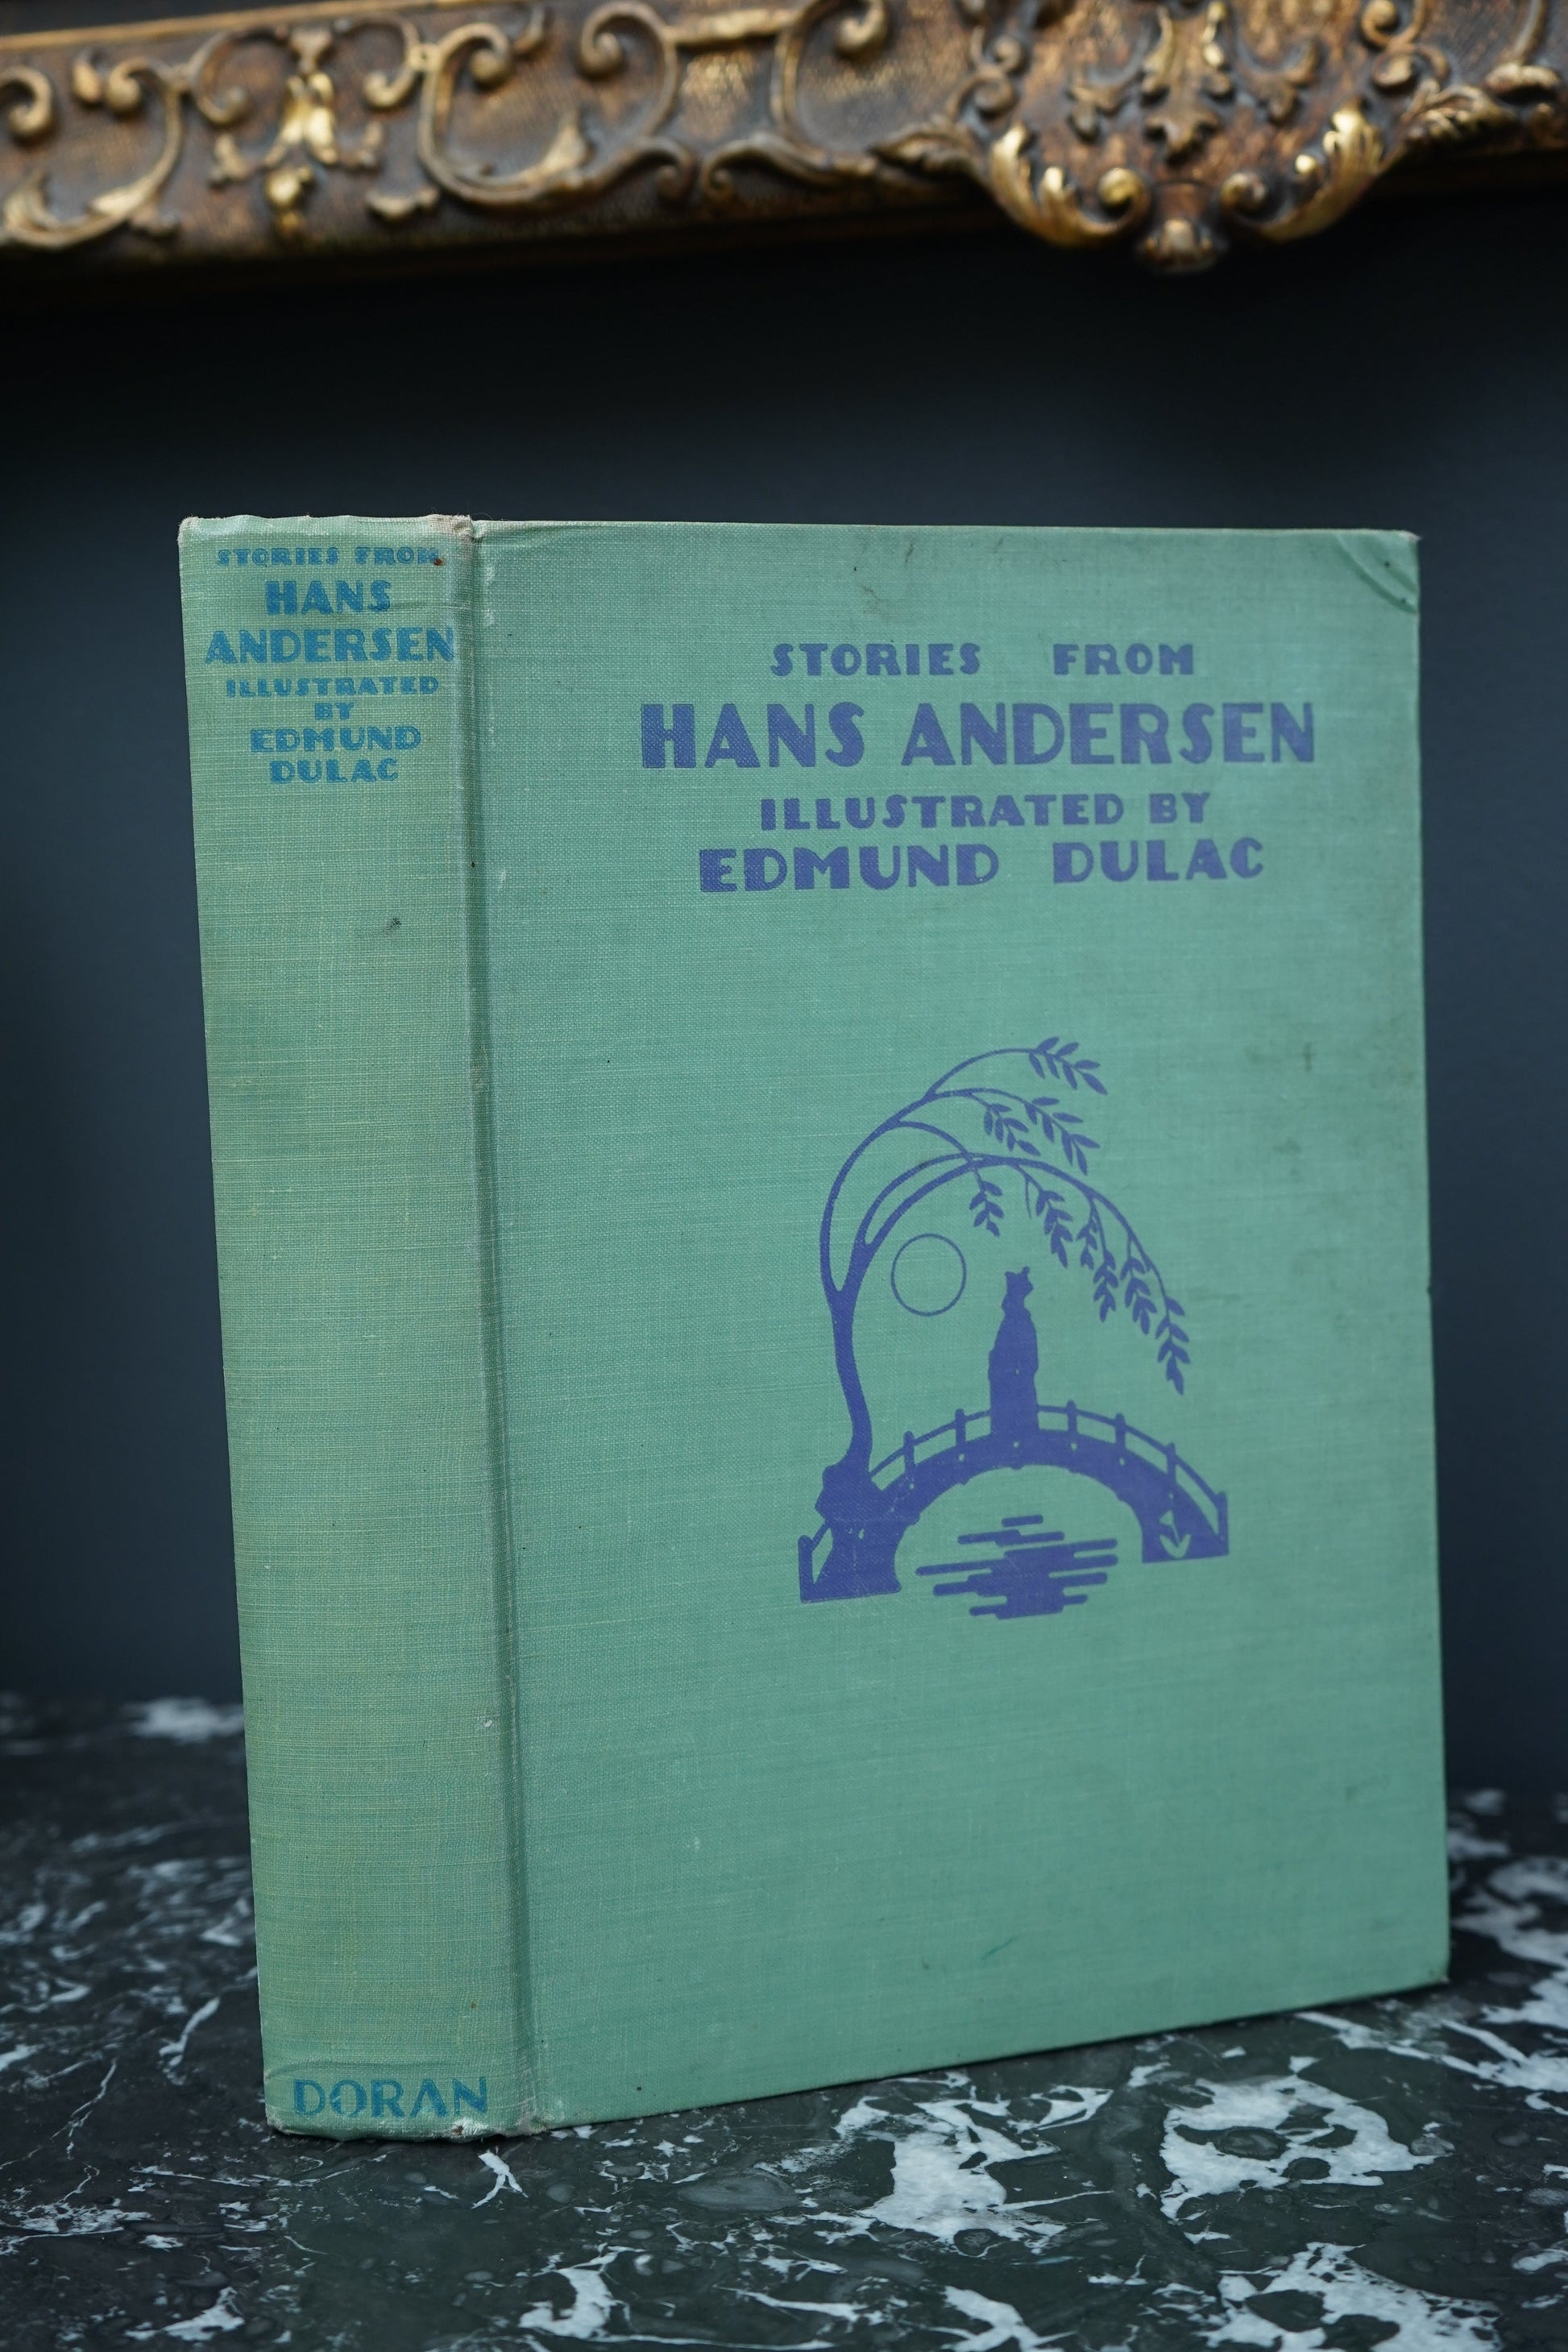 STORIES FROM
HANS
ANDERSEN
ILLUSTRATED
BY
EDMUND
DULAC
DORAN
STORIES FROM
HANS ANDERSEN
ILLUSTRATED BY
EDMUND DULAC